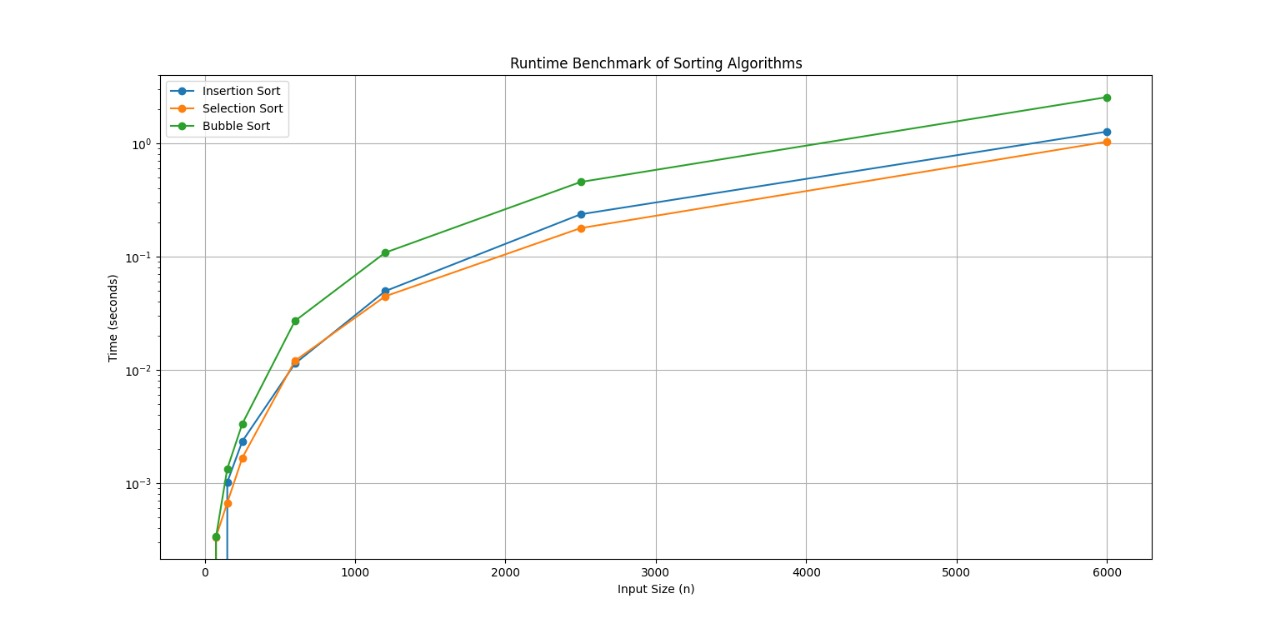 Runtime Benchmark of Sorting Algorithms
Insertion Sort
Selection Sort
Bubble Sort
Time (seconds)
10⁰
10⁻¹
10⁻²
10⁻³
0 1000 2000 3000 4000 5000 6000
Input Size (n)